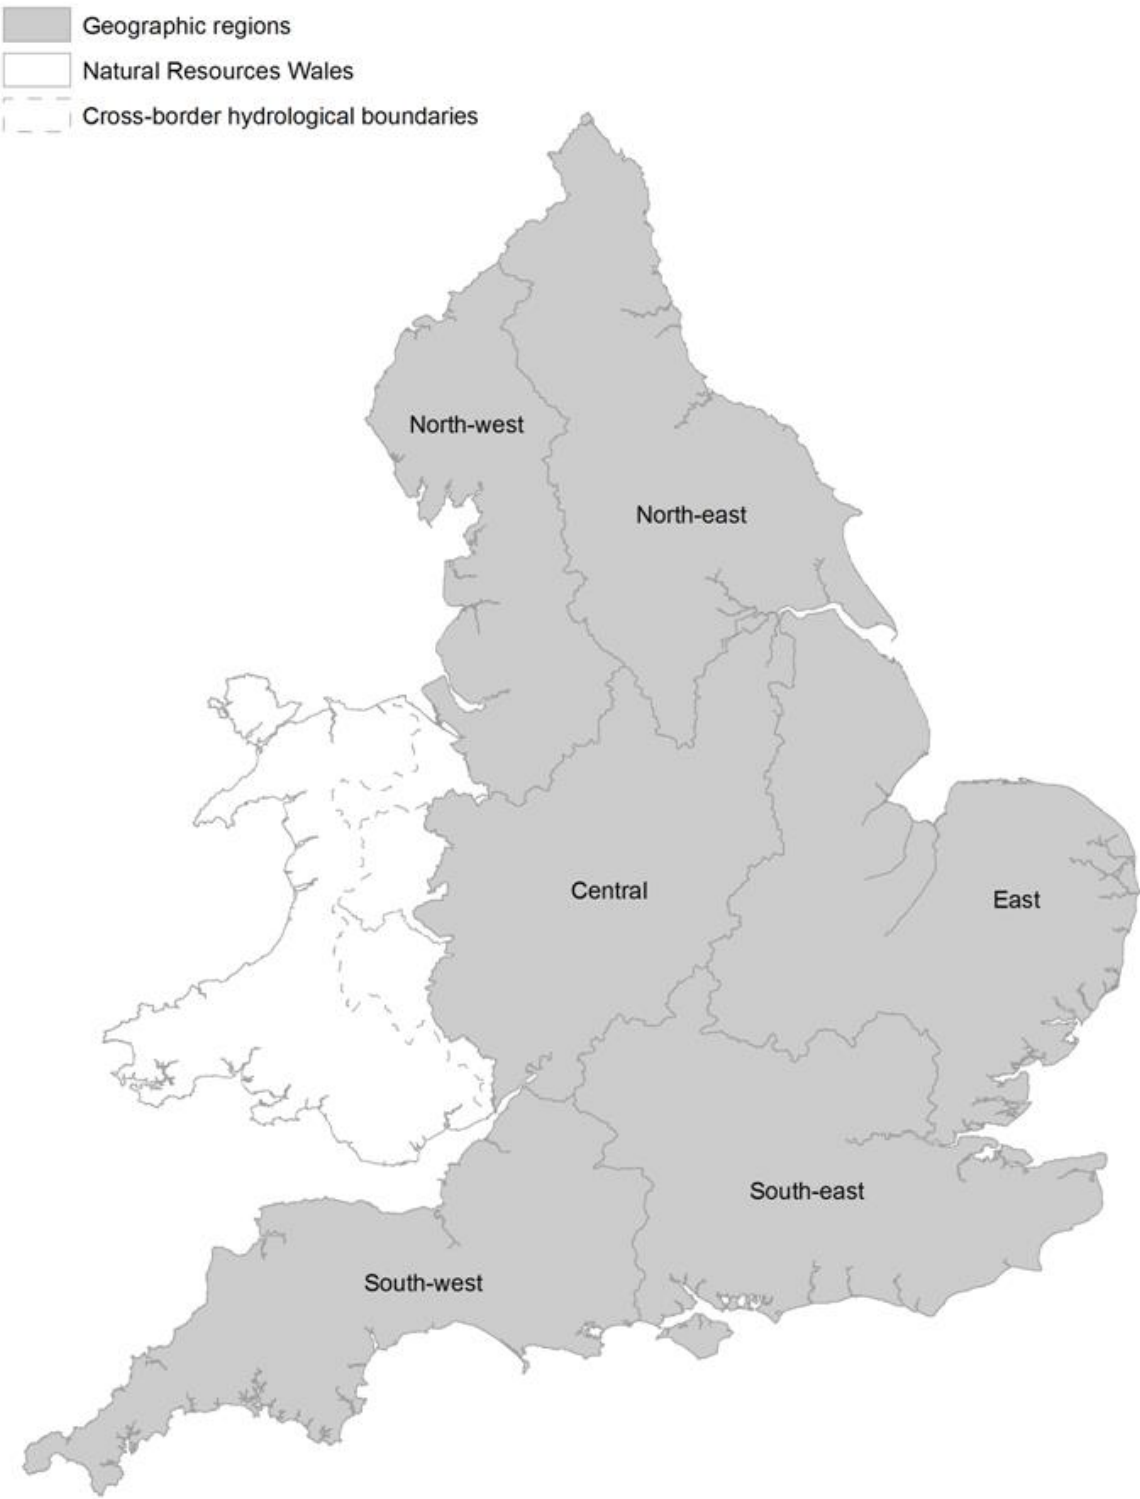 Geographic regions
Natural Resources Wales
Cross-border hydrological boundaries
North-west
North-east
Central
East
South-east
South-west